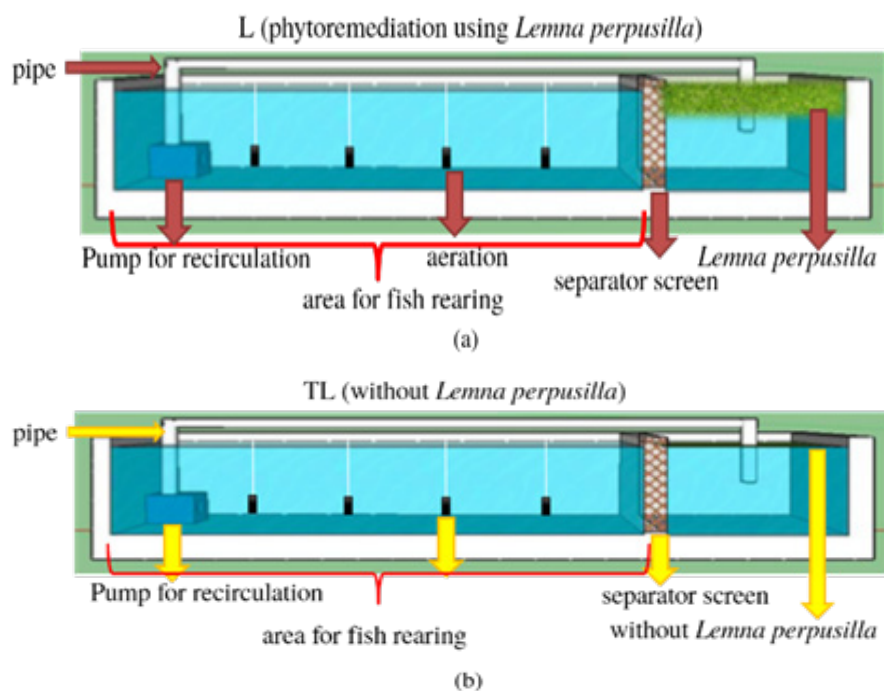 L (phytoremediation using Lemna perpusilla)
pipe
Pump for recirculation
aeration
separator screen
Lemna perpusilla
area for fish rearing
(a)
TL (without Lemna perpusilla)
pipe
Pump for recirculation
separator screen
area for fish rearing
without Lemna perpusilla
(b)